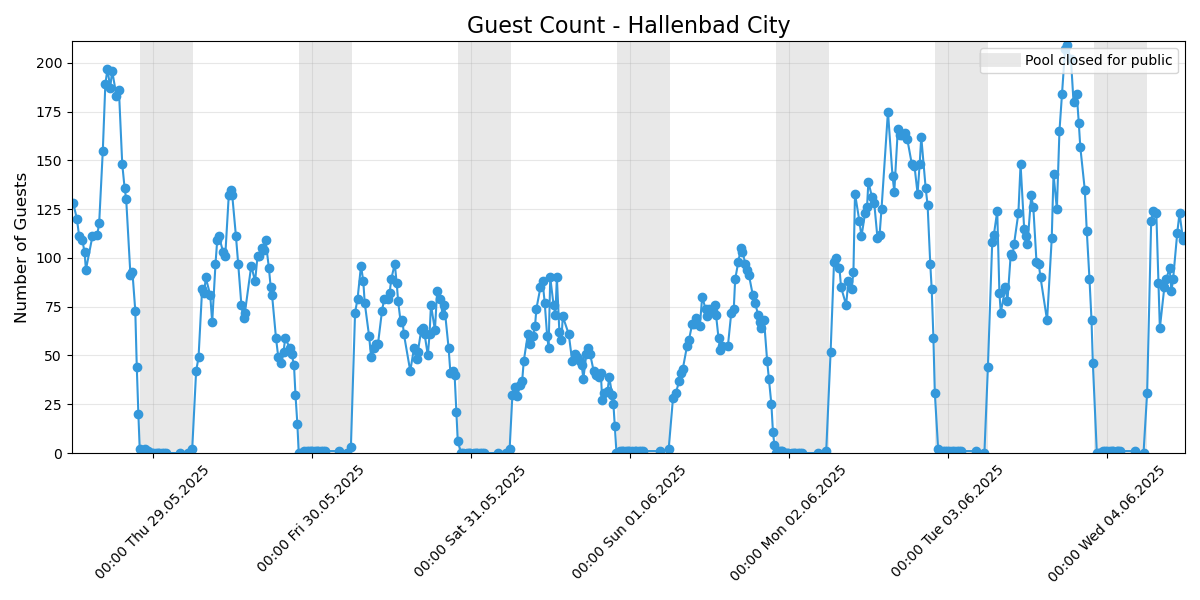 Guest Count - Hallenbad City
Pool closed for public
Number of Guests
200
175
150
125
100
75
50
25
0
00:00 Thu 29.05.2025
00:00 Fri 30.05.2025
00:00 Sat 31.05.2025
00:00 Sun 01.06.2025
00:00 Mon 02.06.2025
00:00 Tue 03.06.2025
00:00 Wed 04.06.2025